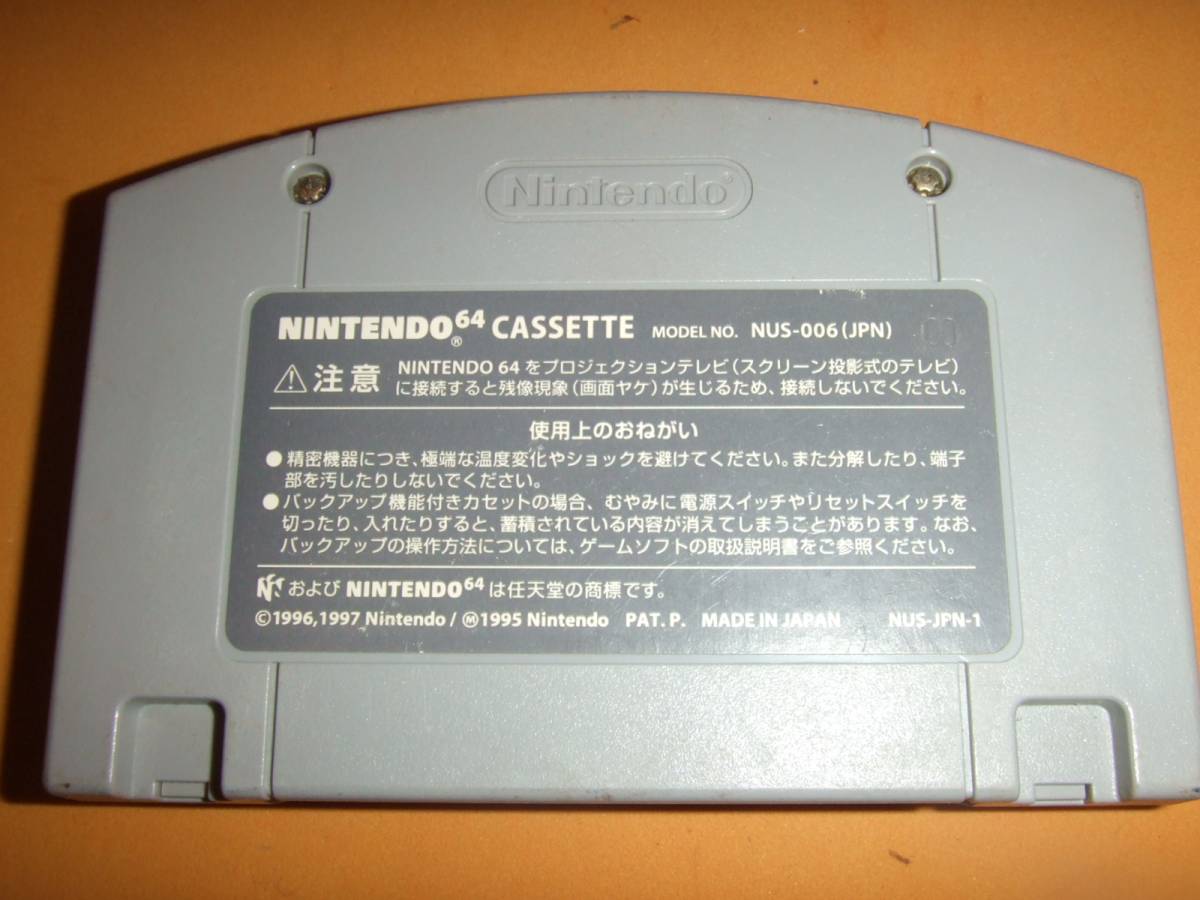 Nintendo®
NINTENDO64® CASSETTE MODEL NO. NUS-006(JPN)
⚠注意 NINTENDO 64 をプロジェクションテレビ(スクリーン投影式のテレビ)
に接続すると残像現象(画面ヤケ)が生じるため、接続しないでください。
使用上のおねがい
●精密機器につき、極端な温度変化やショックを避けてください。また分解したり、端子
部を汚したりしないでください。
●バックアップ機能付きカセットの場合、むやみに電源スイッチやリセットスイッチを
切ったり、入れたりすると、蓄積されている内容が消えてしまうことがあります。なお、
バックアップの操作方法については、ゲームソフトの取扱説明書をご参照ください。
および NINTENDO64 は任天堂の商標です。
©1996,1997 Nintendo / Ⓜ1995 Nintendo PAT. P. MADE IN JAPAN NUS-JPN-1